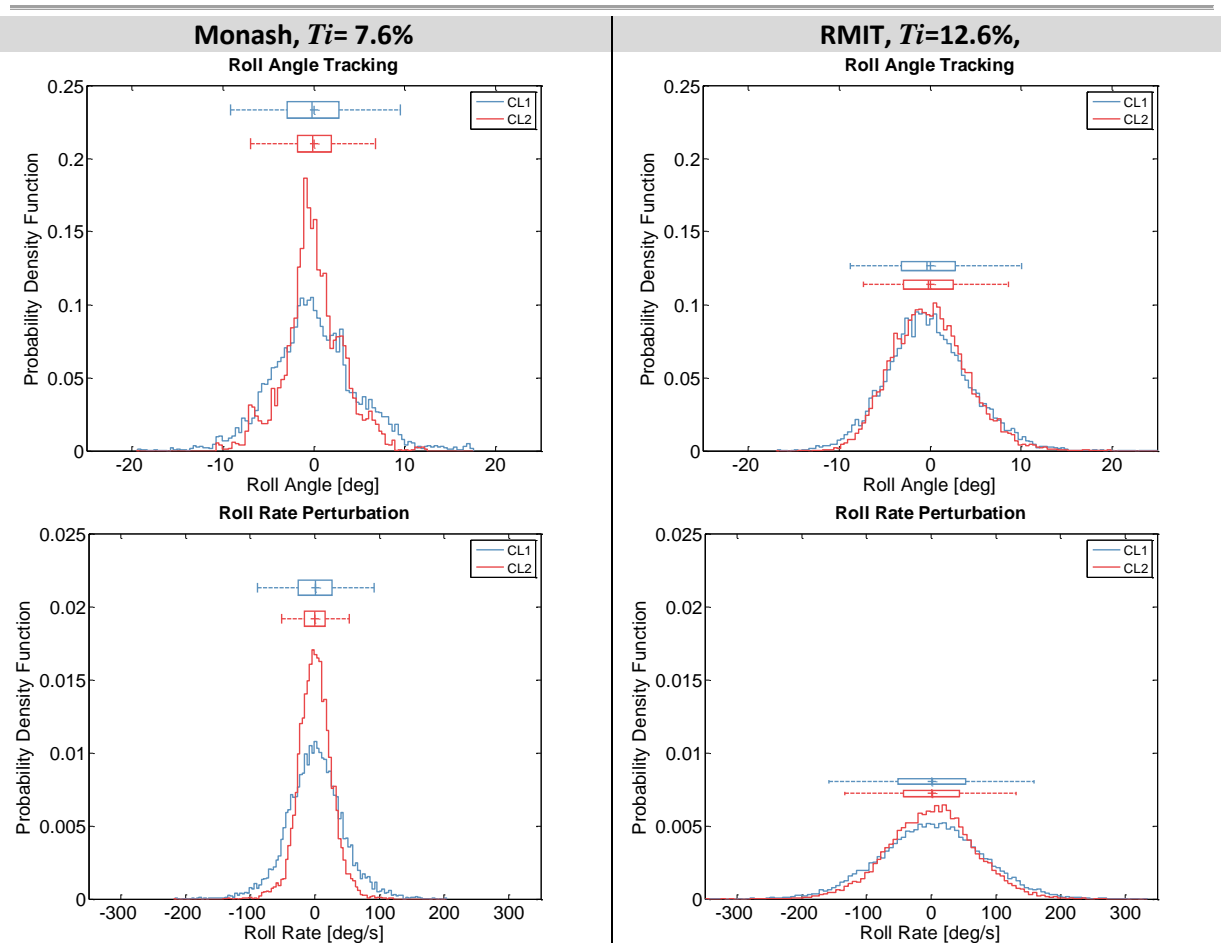 Monash, Ti= 7.6%
RMIT, Ti=12.6%,
Roll Angle Tracking
0.25
0.2
0.15
0.1
0.05
0
-20 -10 0 10 20
Probability Density Function
Roll Angle [deg]
CL1
CL2
Roll Angle Tracking
0.25
0.2
0.15
0.1
0.05
0
-20 -10 0 10 20
Probability Density Function
Roll Angle [deg]
CL1
CL2
Roll Rate Perturbation
0.025
0.02
0.015
0.01
0.005
0
-300 -200 -100 0 100 200 300
Probability Density Function
Roll Rate [deg/s]
CL1
CL2
Roll Rate Perturbation
0.025
0.02
0.015
0.01
0.005
0
-300 -200 -100 0 100 200 300
Probability Density Function
Roll Rate [deg/s]
CL1
CL2